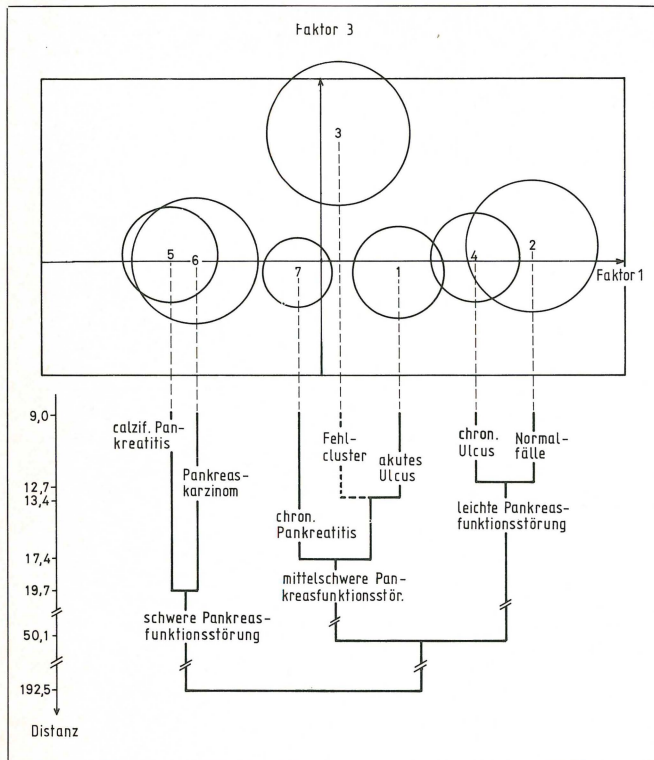 Faktor 3
3
5
6
7
1
4
2
Faktor 1
9,0
12,7
13,4
17,4
19,7
50,1
192,5
Distanz
calzif. Pan-
kreatitis
Pankreas-
karzinom
schwere Pankreas-
funktionsstörung
chron.
Pankreatitis
Fehl-
cluster
akutes
Ulcus
mittelschwere Pan-
kreasfunktionsstör.
chron.
Ulcus
Normal-
fälle
leichte Pankreas-
funktionsstörung